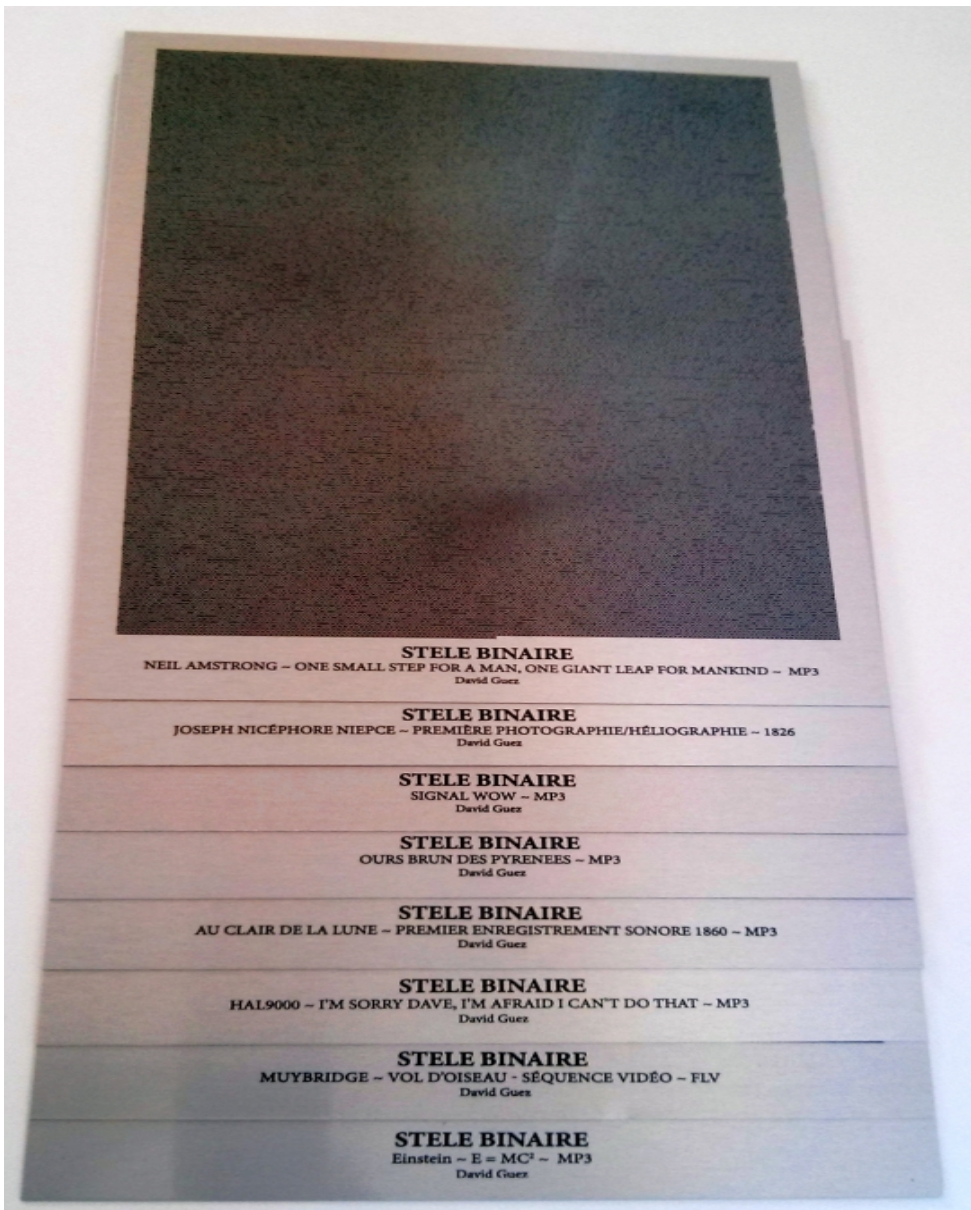 STELE BINAIRE
NEIL AMSTRONG ~ ONE SMALL STEP FOR A MAN, ONE GIANT LEAP FOR MANKIND ~ MP3
David Guez
STELE BINAIRE
JOSEPH NICÉPHORE NIEPCE ~ PREMIÈRE PHOTOGRAPHIE/HÉLIOGRAPHIE ~ 1826
David Guez
STELE BINAIRE
SIGNAL WOW ~ MP3
David Guez
STELE BINAIRE
OURS BRUN DES PYRENEES ~ MP3
David Guez
STELE BINAIRE
AU CLAIR DE LA LUNE ~ PREMIER ENREGISTREMENT SONORE 1860 ~ MP3
David Guez
STELE BINAIRE
HAL9000 ~ I'M SORRY DAVE, I'M AFRAID I CAN'T DO THAT ~ MP3
David Guez
STELE BINAIRE
MUYBRIDGE ~ VOL D'OISEAU - SÉQUENCE VIDÉO ~ FLV
David Guez
STELE BINAIRE
Einstein ~ E = MC² ~ MP3
David Guez